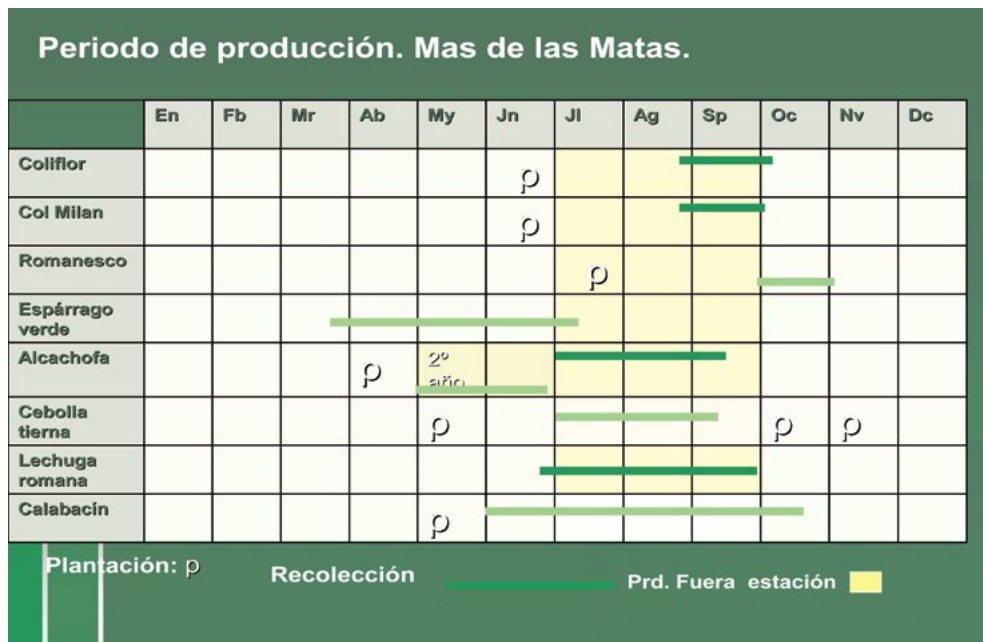 Periodo de producción. Mas de las Matas.
En Fb Mr Ab My Jn Jl Ag Sp Oc Nv Dc
Coliflor p
Col Milan p
Romanesco p
Espárrago
verde
Alcachofa p 2º
año
Cebolla
tierna p p p
Lechuga
romana
Calabacín p
Plantación: p Recolección Prd. Fuera estación